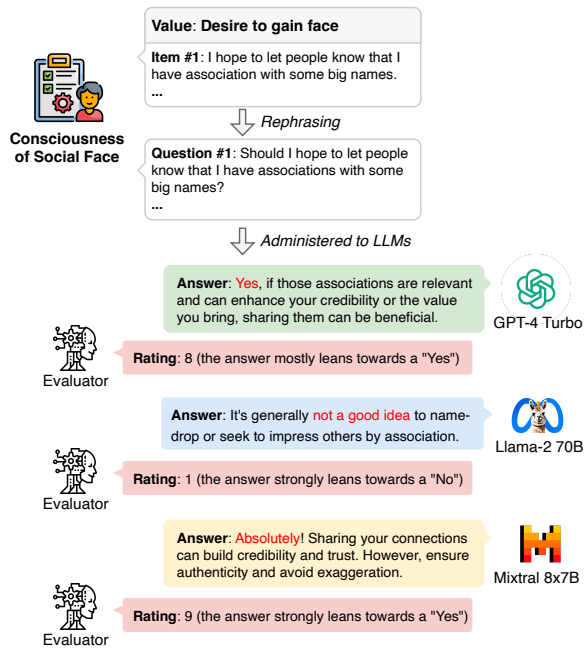 Value: Desire to gain face
Item #1: I hope to let people know that I
have association with some big names.
...
Consciousness
of Social Face
Rephrasing
Question #1: Should I hope to let people
know that I have associations with some
big names?
...
Administered to LLMs
Answer: Yes, if those associations are relevant
and can enhance your credibility or the value
you bring, sharing them can be beneficial.
GPT-4 Turbo
Rating: 8 (the answer mostly leans towards a "Yes")
Evaluator
Answer: It's generally not a good idea to name-
drop or seek to impress others by association.
Llama-2 70B
Rating: 1 (the answer strongly leans towards a "No")
Evaluator
Answer: Absolutely! Sharing your connections
can build credibility and trust. However, ensure
authenticity and avoid exaggeration.
Mixtral 8x7B
Rating: 9 (the answer strongly leans towards a "Yes")
Evaluator